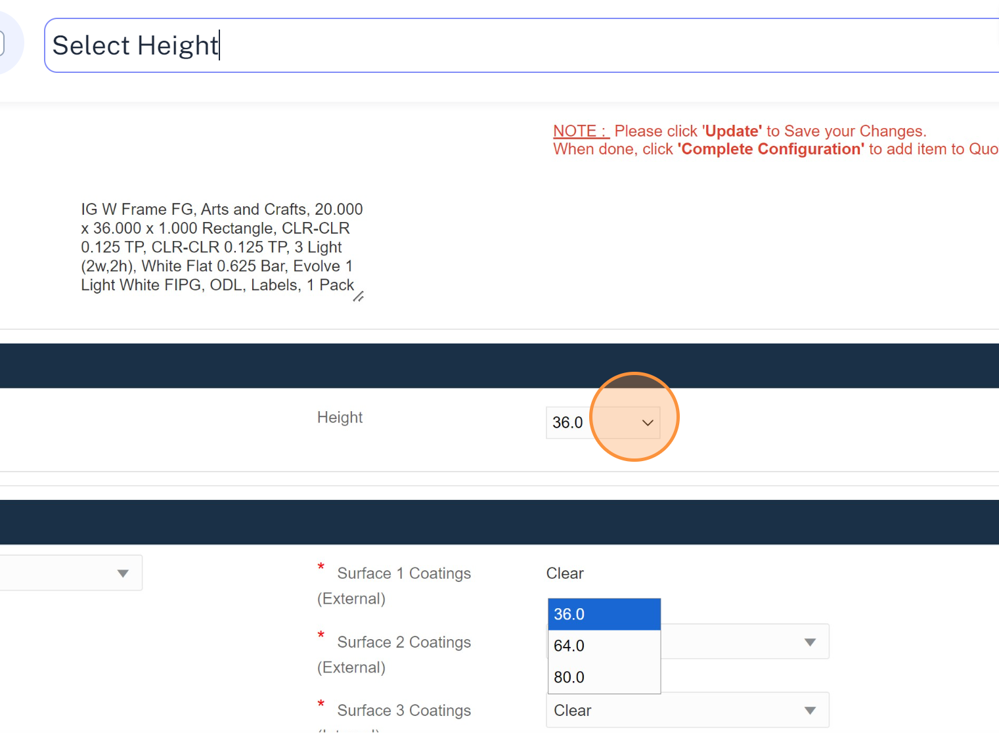 Select Height
NOTE :  Please click 'Update' to Save your Changes.
When done, click 'Complete Configuration' to add item to Quo
IG W Frame FG, Arts and Crafts, 20.000
x 36.000 x 1.000 Rectangle, CLR-CLR
0.125 TP, CLR-CLR 0.125 TP, 3 Light
(2w,2h), White Flat 0.625 Bar, Evolve 1
Light White FIPG, ODL, Labels, 1 Pack
Height 36.0
* Surface 1 Coatings Clear
(External)
36.0
* Surface 2 Coatings 64.0
(External)
80.0
* Surface 3 Coatings Clear